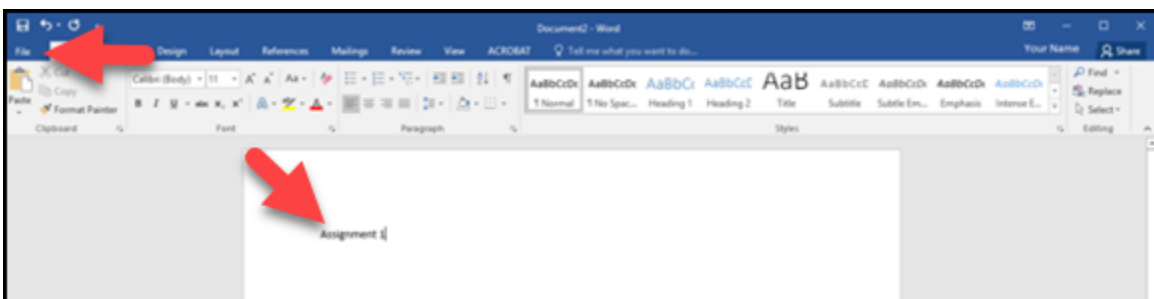 Document2 - Word
File Design Layout References Mailings Review View ACROBAT Tell me what you want to do... Your Name Share
Cut Calibri (Body) 11 Aa AaBbCcDc AaBbCcDc AaBbCc AaBbCcC AaB AaBbCcC AaBbCcDc AaBbCcDc AaBbCcDc Find
Copy Replace
Paste Format Painter B I U abc x, x' A ¶ Normal ¶ No Spac... Heading 1 Heading 2 Title Subtitle Subtle Em... Emphasis Intense E... Select
Clipboard Font Paragraph Styles Editing
Assignment 1